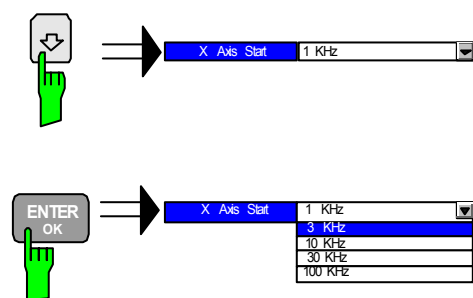 X Axis Start 1 KHz
ENTER
OK
X Axis Start 1 KHz
3 KHz
10 KHz
30 KHz
100 KHz